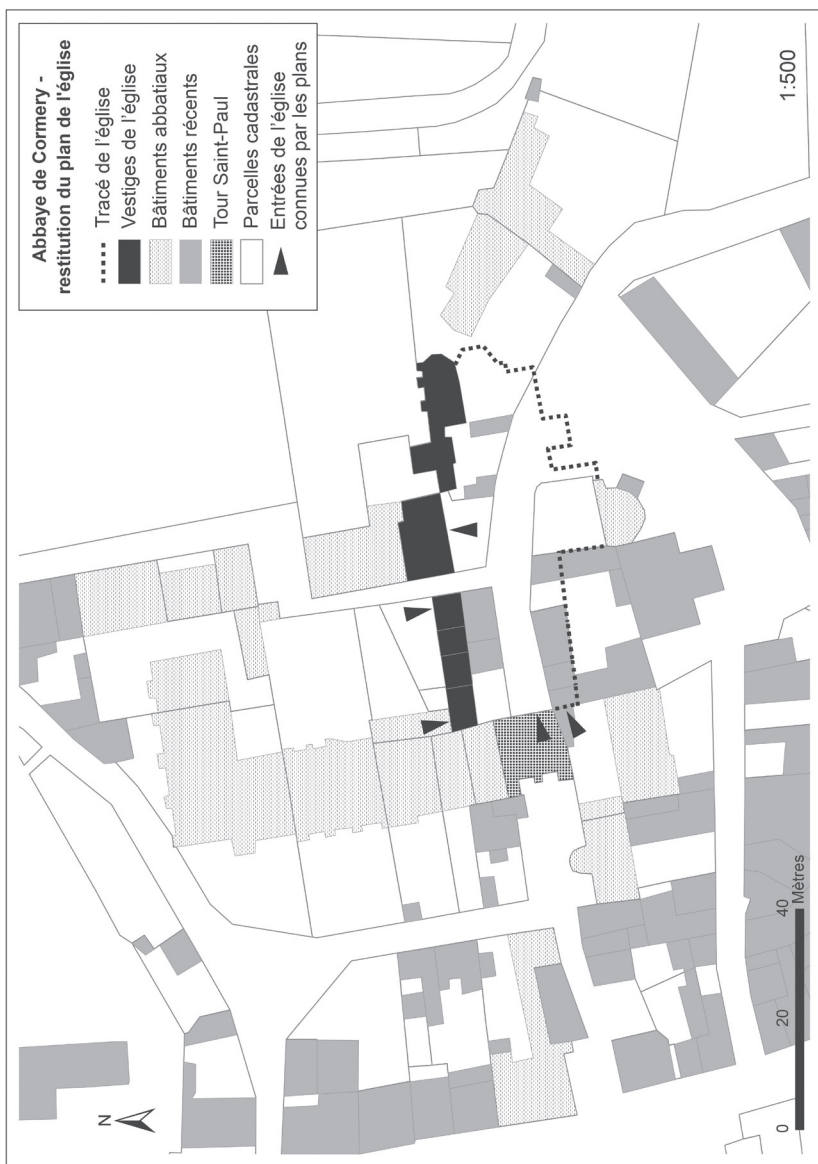 Abbaye de Cormery -
restitution du plan de l'église
Tracé de l'église
Vestiges de l'église
Bâtiments abbatiaux
Bâtiments récents
Tour Saint-Paul
Parcelles cadastrales
Entrées de l'église
connues par les plans
1:500
N
0
20
40
Mètres